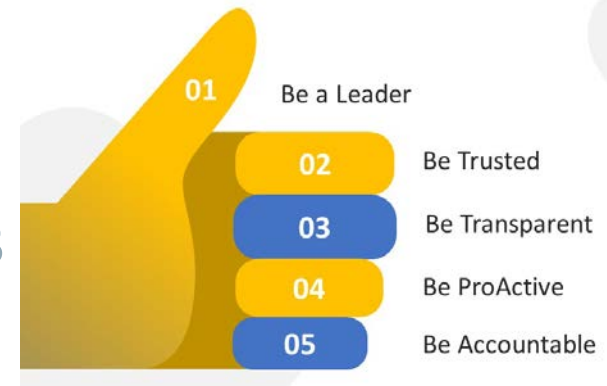 01 Be a Leader
02 Be Trusted
03 Be Transparent
04 Be ProActive
05 Be Accountable